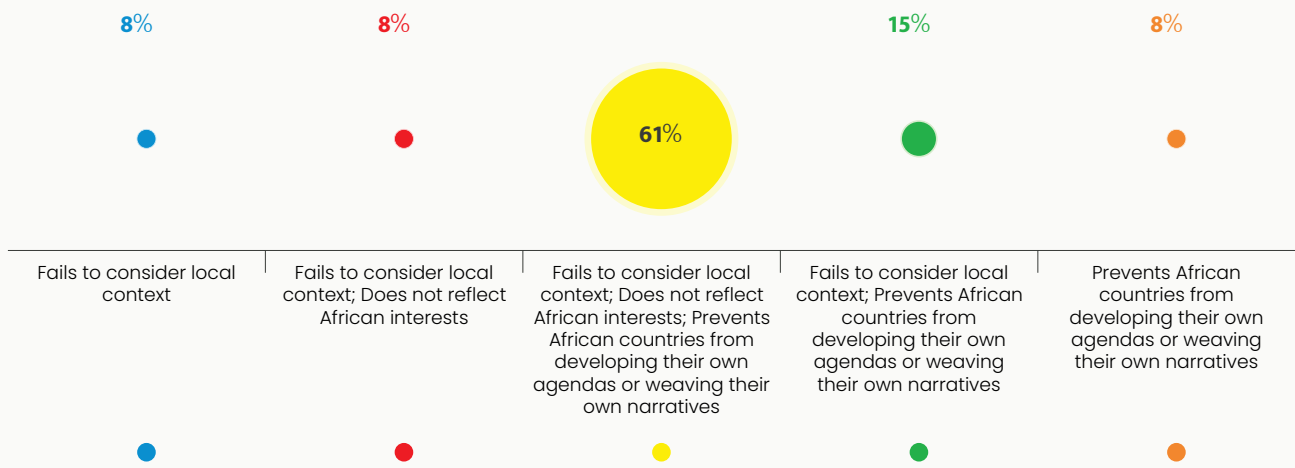 8%
8%
61%
15%
8%
Fails to consider local
context
Fails to consider local
context; Does not reflect
African interests
Fails to consider local
context; Does not reflect
African interests; Prevents
African countries from
developing their own
agendas or weaving their
own narratives
Fails to consider local
context; Prevents African
countries from
developing their own
agendas or weaving
their own narratives
Prevents African
countries from
developing their own
agendas or weaving
their own narratives